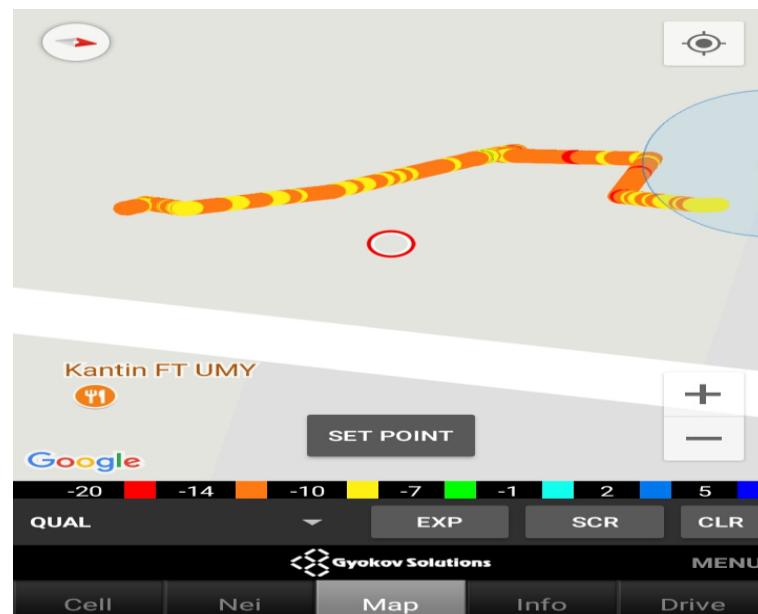 Kantin FT UMY
SET POINT
Google
-20 -14 -10 -7 -1 2 5
QUAL EXP SCR CLR
Gyokov Solutions MENU
Cell Nei Map Info Drive